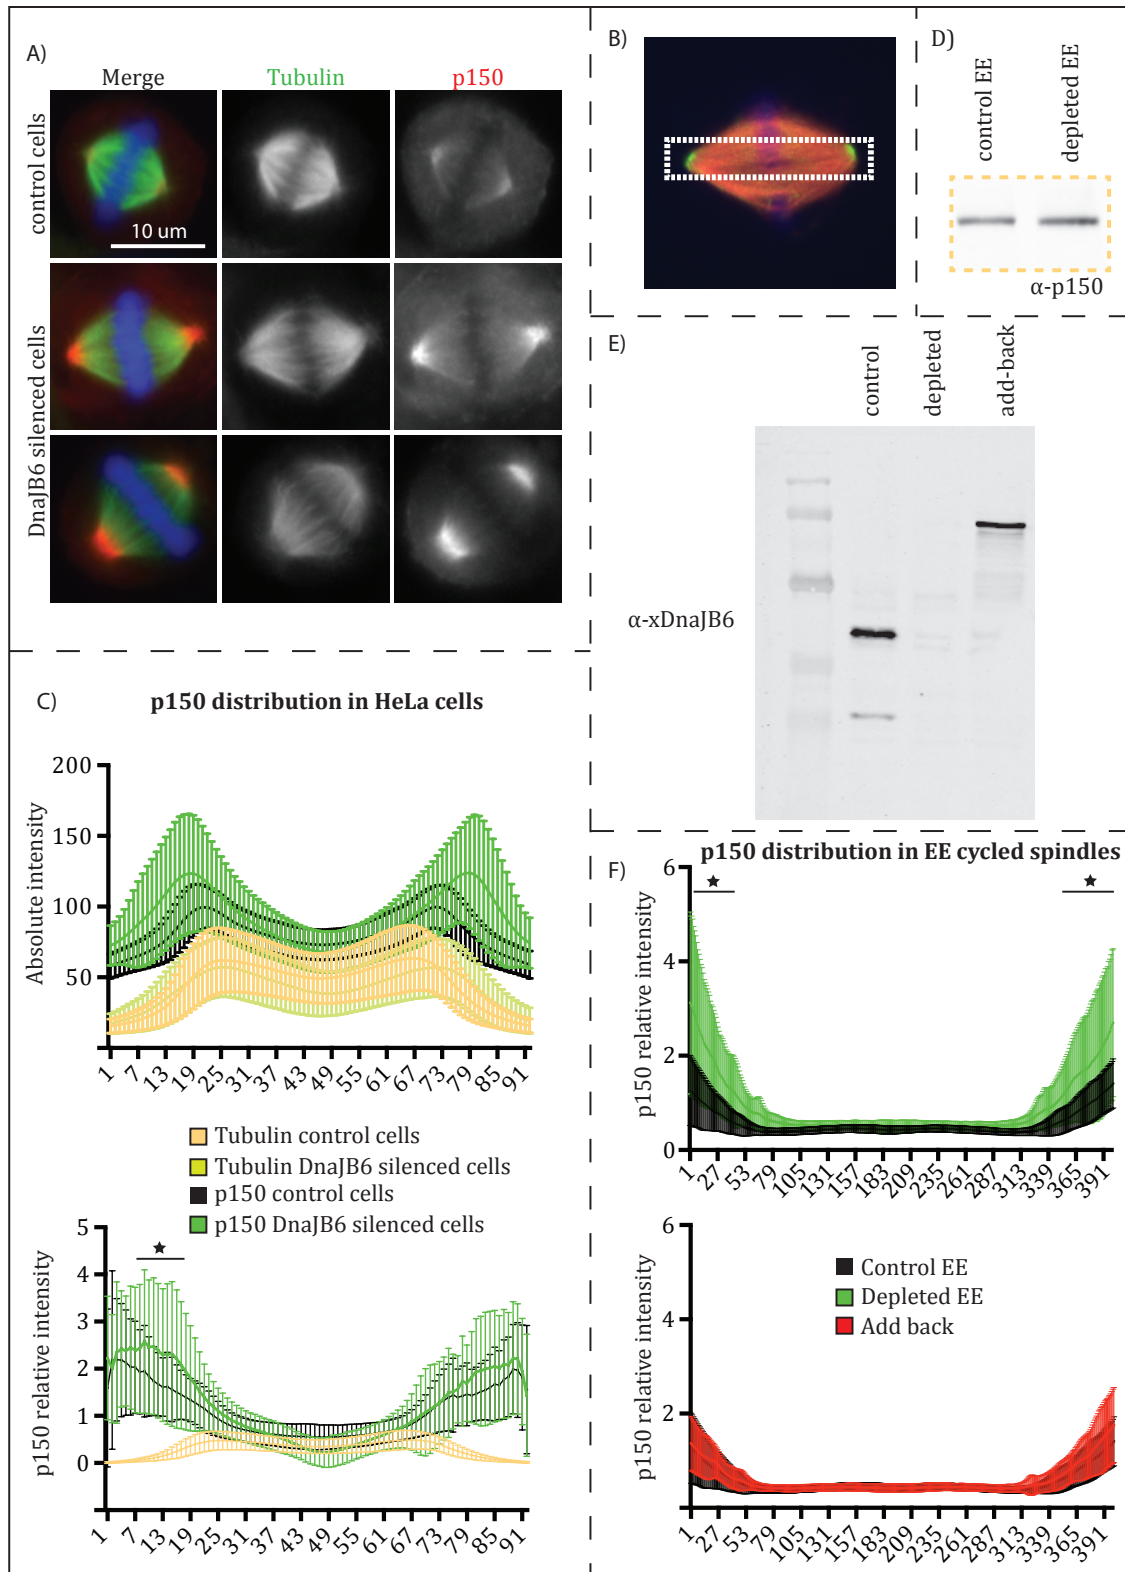 A)
Merge
Tubulin
p150
control cells
10 um
DnaJB6 silenced cells
B)
D)
control EE
depleted EE
α-p150
E)
control
depleted
add-back
α-xDnaJB6
C)
p150 distribution in HeLa cells
Absolute intensity
200
150
100
50
1 7 13 19 25 31 37 43 49 55 61 67 73 79 85 91
Tubulin control cells
Tubulin DnaJB6 silenced cells
p150 control cells
p150 DnaJB6 silenced cells
p150 relative intensity
5
4
3
2
1
0
1 7 13 19 25 31 37 43 49 55 61 67 73 79 85 91
F)
p150 distribution in EE cycled spindles
p150 relative intensity
6
4
2
0
1 27 53 79 105 131 157 183 209 235 261 287 313 339 365 391
p150 relative intensity
6
4
2
Control EE
Depleted EE
Add back
1 27 53 79 105 131 157 183 209 235 261 287 313 339 365 391